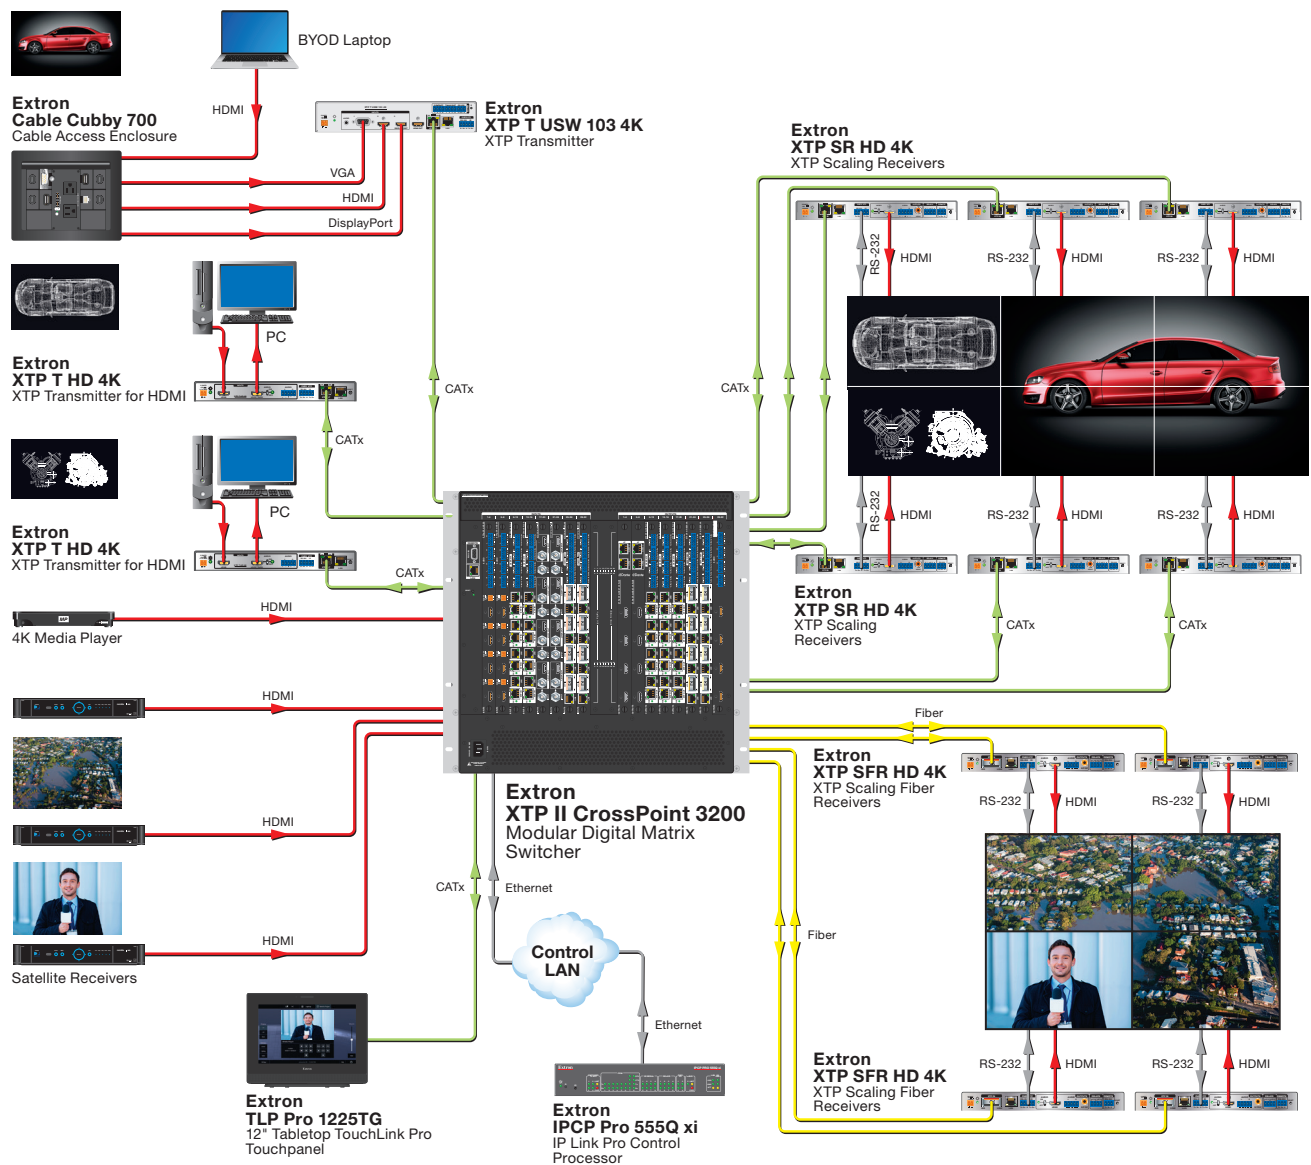 BYOD Laptop
HDMI
Extron
Cable Cubby 700
Cable Access Enclosure
Extron
XTP T USW 103 4K
XTP Transmitter
VGA
HDMI
DisplayPort
Extron
XTP SR HD 4K
XTP Scaling Receivers
RS-232
HDMI
RS-232
HDMI
RS-232
HDMI
PC
Extron
XTP T HD 4K
XTP Transmitter for HDMI
CATx
CATx
CATx
PC
Extron
XTP T HD 4K
XTP Transmitter for HDMI
CATx
RS-232
HDMI
RS-232
HDMI
RS-232
HDMI
Extron
XTP SR HD 4K
XTP Scaling
Receivers
CATx
CATx
HDMI
MP
4K Media Player
HDMI
HDMI
HDMI
Satellite Receivers
Extron
XTP II CrossPoint 3200
Modular Digital Matrix
Switcher
Fiber
Extron
XTP SFR HD 4K
XTP Scaling Fiber
Receivers
RS-232
HDMI
RS-232
HDMI
CATx
Ethernet
Control
LAN
Fiber
Ethernet
Extron
TLP Pro 1225TG
12" Tabletop TouchLink Pro
Touchpanel
Extron
Extron
IPCP Pro 555Q xi
IP Link Pro Control
Processor
RS-232
HDMI
RS-232
HDMI
Extron
XTP SFR HD 4K
XTP Scaling Fiber
Receivers